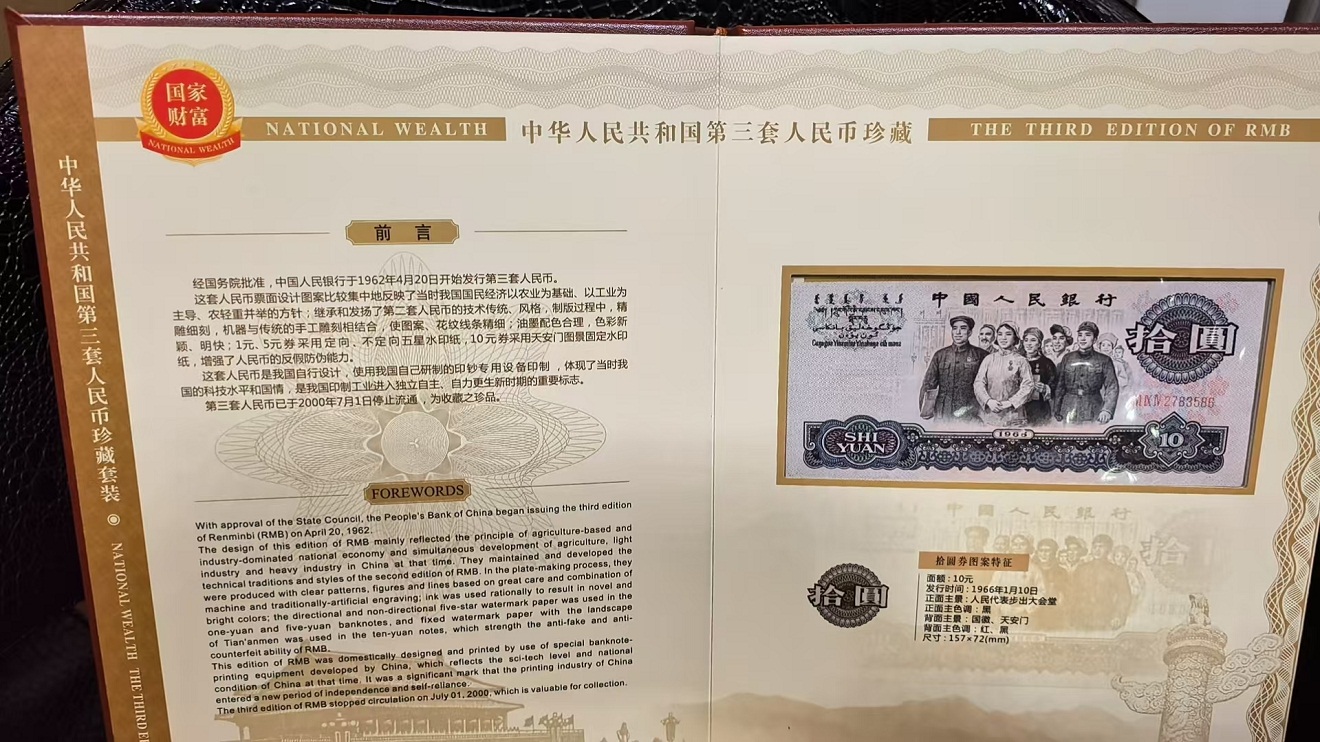 国家
财富
NATIONAL WEALTH
NATIONAL WEALTH
中华人民共和国第三套人民币珍藏
THE THIRD EDITION OF RMB
中华人民共和国第三套人民币珍藏套装
NATIONAL WEALTH THE THIRD
前言
经国务院批准，中国人民银行于1962年4月20日开始发行第三套人民币。
这套人民币票面设计图案比较集中地反映了当时我国国民经济以农业为基础、以工业为
主导、农轻重并举的方针；继承和发扬了第二套人民币的技术传统、风格，制版过程中，精
雕细刻，机器与传统的手工雕刻相结合，使图案、花纹线条精细；油墨配色合理，色彩新
颖、明快；1元、5元券采用定向、不定向五星水印纸，10元券采用天安门图景固定水印
纸，增强了人民币的反假防伪能力。
这套人民币是我国自行设计，使用我国自己研制的印钞专用设备印制，体现了当时我
国的科技水平和国情，是我国印制工业进入独立自主、自力更生新时期的重要标志。
第三套人民币已于2000年7月1日停止流通，为收藏之珍品。
FOREWORDS
With approval of the State Council, the People's Bank of China began issuing the third edition
of Renminbi (RMB) on April 20, 1962.
The design of this edition of RMB mainly reflected the principle of agriculture-based and
industry-dominated national economy and simultaneous development of agriculture, light
industry and heavy industry in China at that time. They maintained and developed the
technical traditions and styles of the second edition of RMB. In the plate-making process, they
were produced with clear patterns, figures and lines based on great care and combination of
machine and traditionally-artificial engraving; ink was used rationally to result in novel and
bright colors; the directional and non-directional five-star watermark paper was used in the
one-yuan and five-yuan banknotes, and fixed watermark paper with the landscape
of Tian'anmen was used in the ten-yuan notes, which strength the anti-fake and anti-
counterfeit ability of RMB.
This edition of RMB was domestically designed and printed by use of special banknote-
printing equipment developed by China, which reflects the sci-tech level and national
condition of China at that time. It was a significant mark that the printing industry of China
entered a new period of independence and self-reliance.
The third edition of RMB stopped circulation on July 01, 2000, which is valuable for collection.
中國人民銀行
拾圓
2783586
1965
SHI
YUAN
10
中國人民銀行
拾
拾圓
拾圆券图案特征
面额：10元
发行时间：1966年1月10日
正面主景：人民代表步出大会堂
正面主色调：黑
背面主景：国徽、天安门
背面主色调：红、黑
尺寸：157×72(mm)